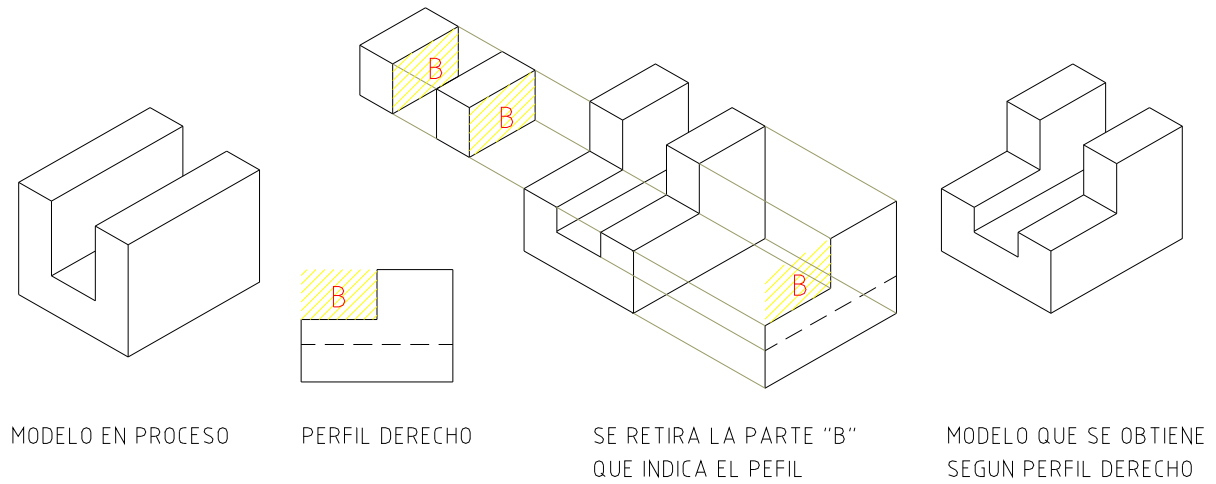 B
B
B
B
MODELO EN PROCESO
PERFIL DERECHO
SE RETIRA LA PARTE "B"
QUE INDICA EL PEFIL
MODELO QUE SE OBTIENE
SEGUN PERFIL DERECHO